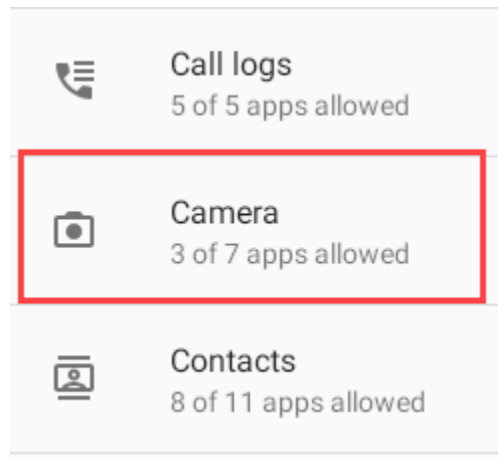 Call logs
5 of 5 apps allowed
Camera
3 of 7 apps allowed
Contacts
8 of 11 apps allowed